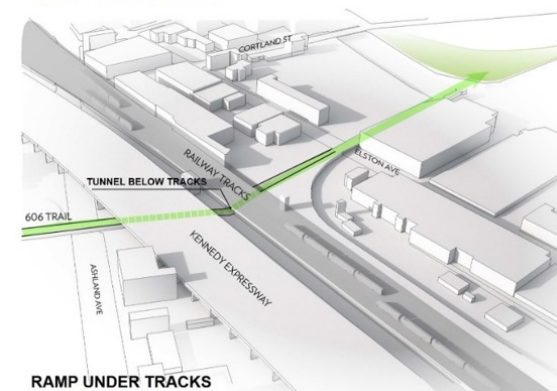 CORTLAND ST
RAILWAY TRACKS
ELSTON AVE
TUNNEL BELOW TRACKS
606 TRAIL
KENNEDY EXPRESSWAY
ASHLAND AVE
RAMP UNDER TRACKS